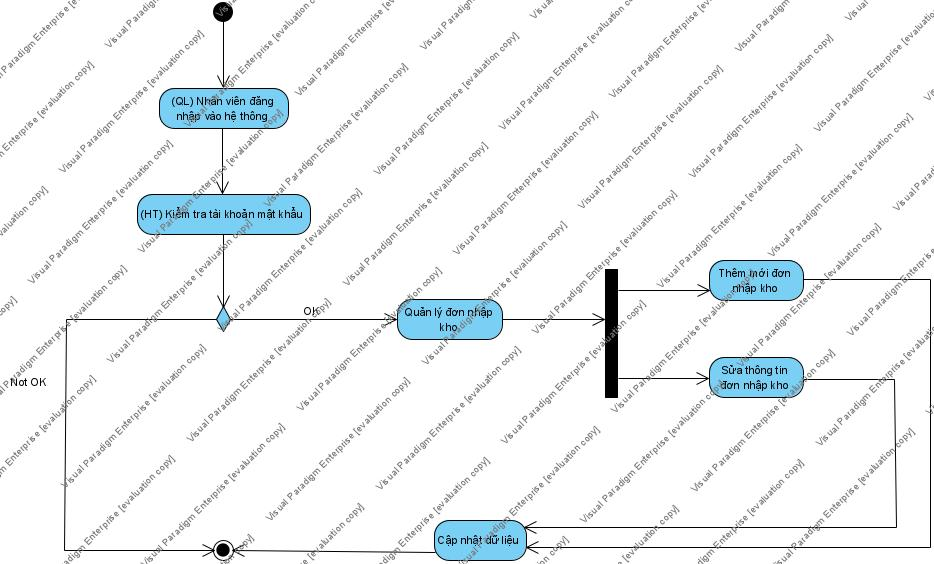 (QL) Nhân viên đăng
nhập vào hệ thông
(HT) Kiểm tra tài khoản mật khẩu
OK
Not OK
Quản lý đơn nhập
kho
Thêm mới đơn
nhập kho
Sửa thông tin
đơn nhập kho
Cập nhật dữ liệu
Visual Paradigm Enterprise [evaluation copy]